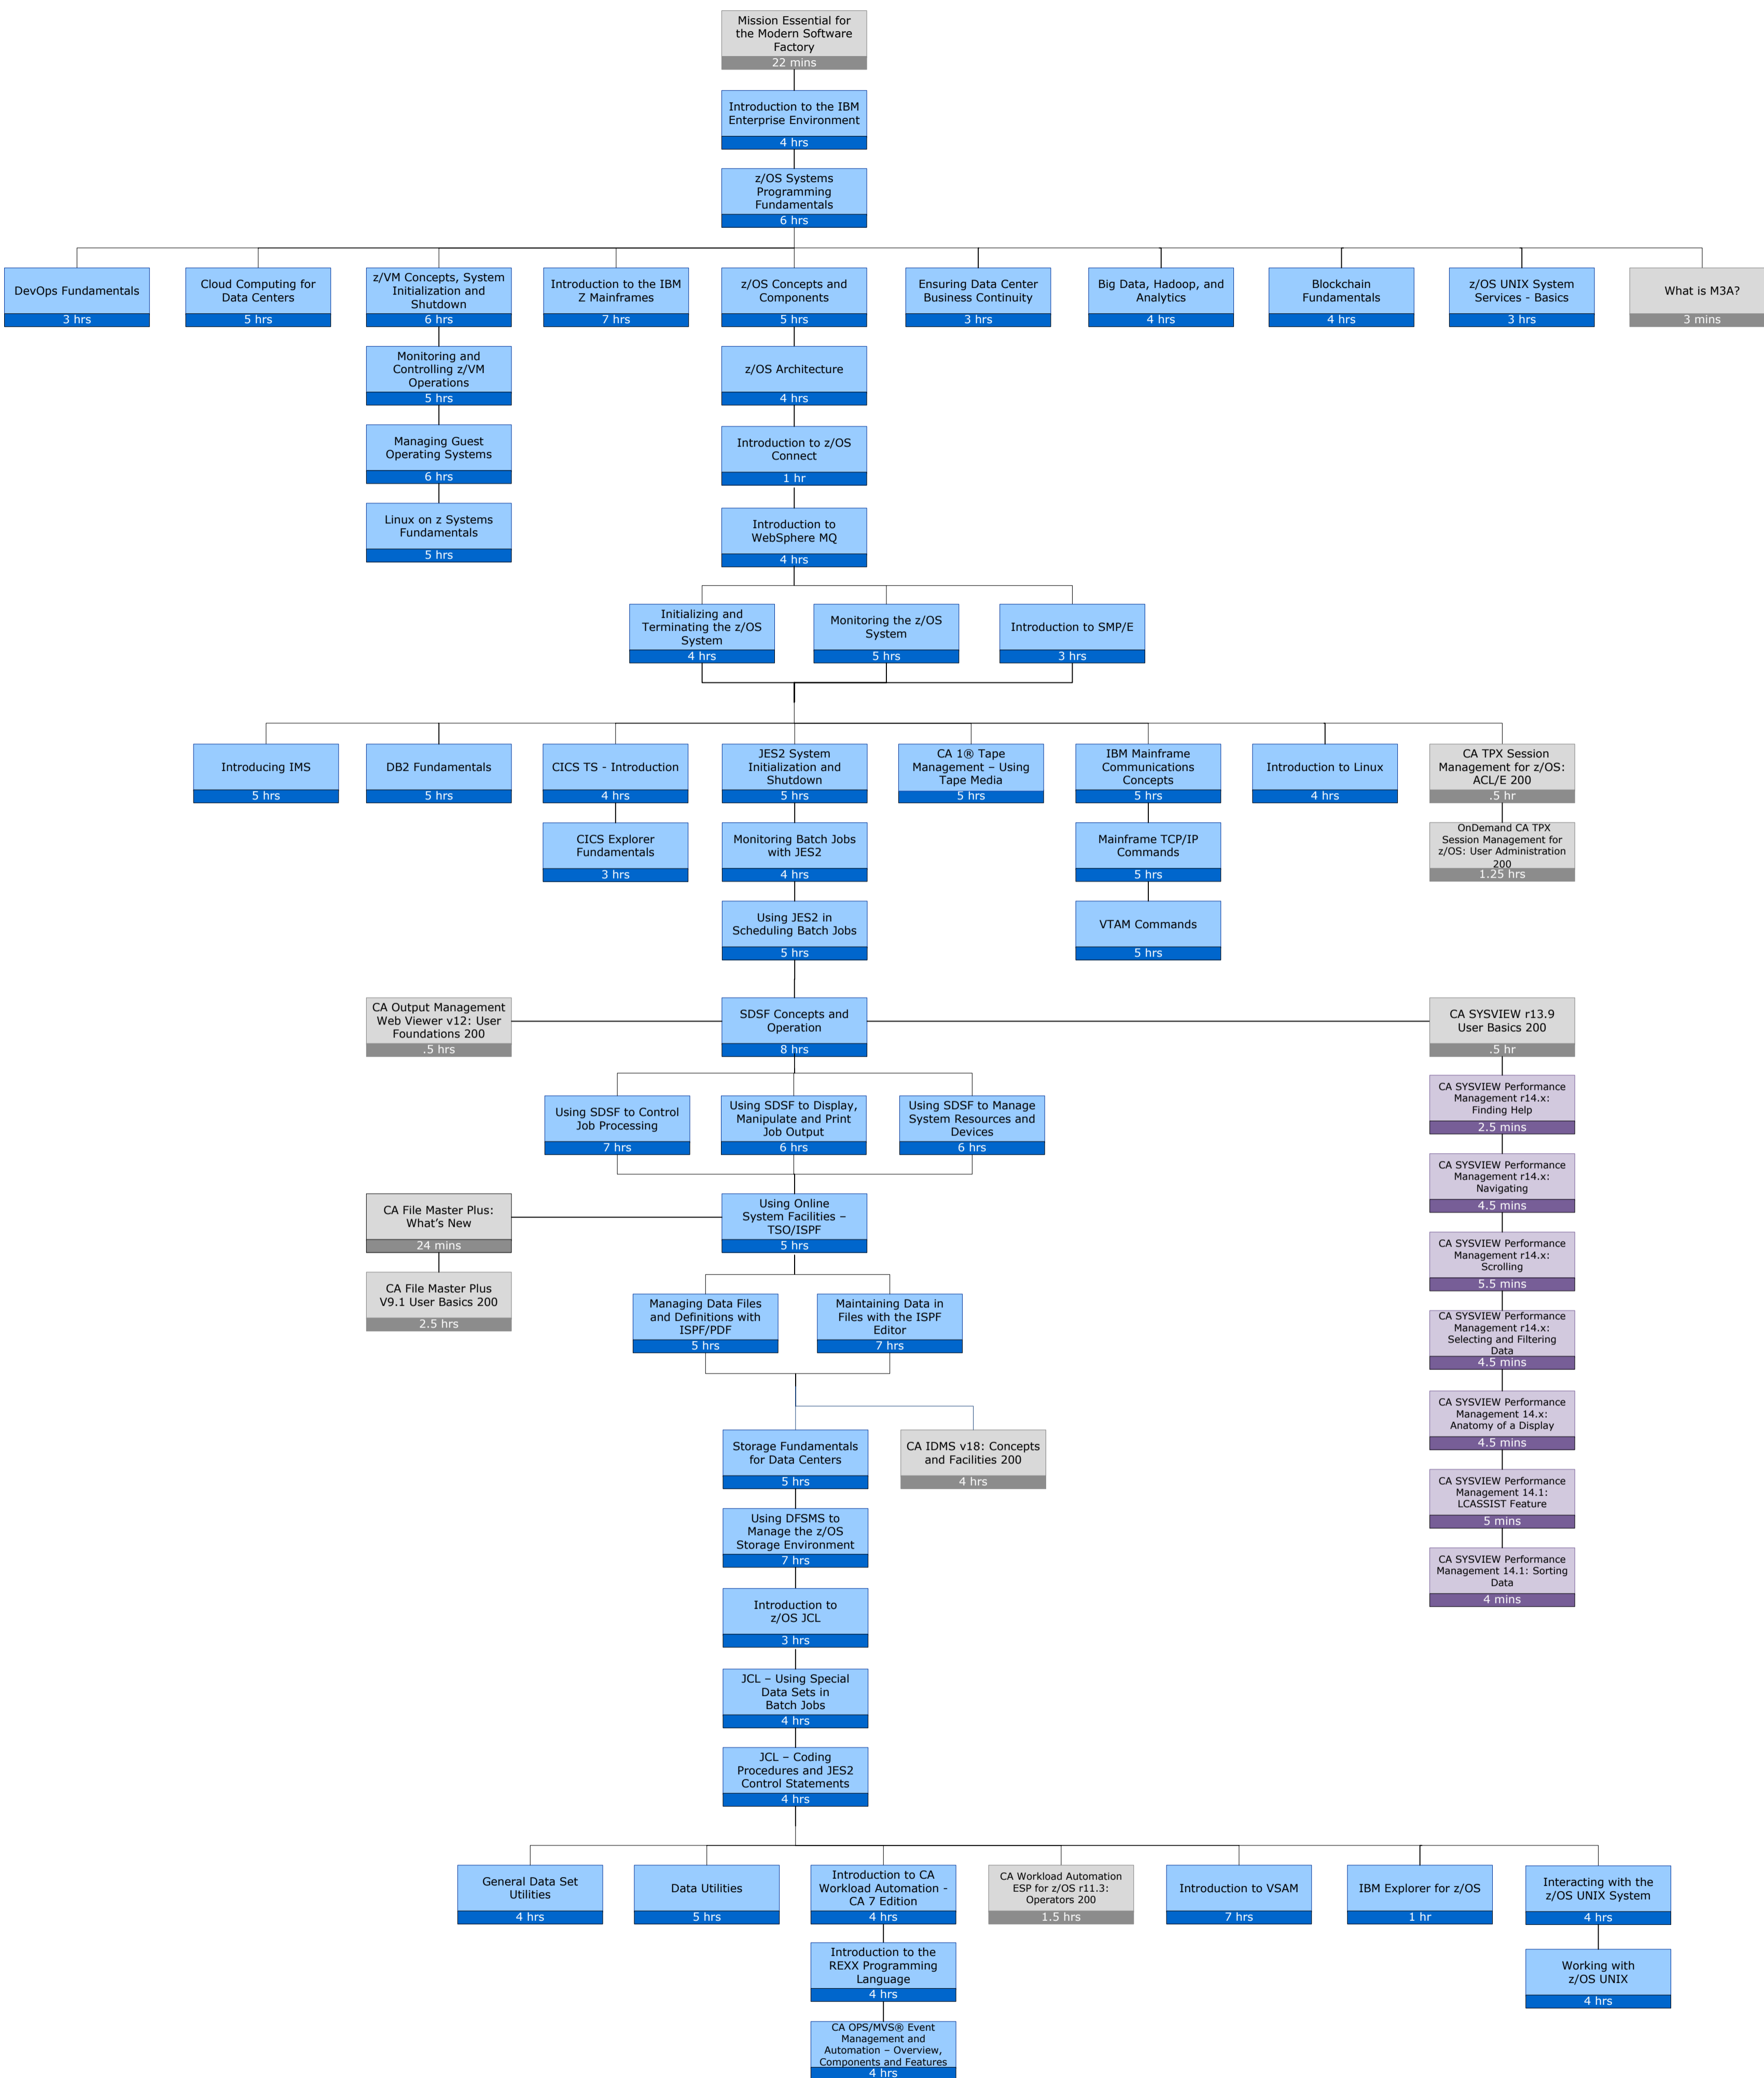 Mission Essential for
the Modern Software
Factory
22 mins
Introduction to the IBM
Enterprise Environment
4 hrs
z/OS Systems
Programming
Fundamentals
6 hrs
DevOps Fundamentals
3 hrs
Cloud Computing for
Data Centers
5 hrs
z/VM Concepts, System
Initialization and
Shutdown
6 hrs
Introduction to the IBM
Z Mainframes
7 hrs
z/OS Concepts and
Components
5 hrs
Ensuring Data Center
Business Continuity
3 hrs
Big Data, Hadoop, and
Analytics
4 hrs
Blockchain
Fundamentals
4 hrs
z/OS UNIX System
Services - Basics
3 hrs
What is M3A?
3 mins
Monitoring and
Controlling z/VM
Operations
5 hrs
z/OS Architecture
4 hrs
Managing Guest
Operating Systems
6 hrs
Introduction to z/OS
Connect
1 hr
Linux on z Systems
Fundamentals
5 hrs
Introduction to
WebSphere MQ
4 hrs
Initializing and
Terminating the z/OS
System
4 hrs
Monitoring the z/OS
System
5 hrs
Introduction to SMP/E
3 hrs
Introducing IMS
5 hrs
DB2 Fundamentals
5 hrs
CICS TS - Introduction
4 hrs
JES2 System
Initialization and
Shutdown
5 hrs
CA 1® Tape
Management – Using
Tape Media
5 hrs
IBM Mainframe
Communications
Concepts
5 hrs
Introduction to Linux
4 hrs
CA TPX Session
Management for z/OS:
ACL/E 200
.5 hr
CICS Explorer
Fundamentals
3 hrs
Monitoring Batch Jobs
with JES2
4 hrs
Mainframe TCP/IP
Commands
5 hrs
OnDemand CA TPX
Session Management for
z/OS: User Administration
200
1.25 hrs
Using JES2 in
Scheduling Batch Jobs
5 hrs
VTAM Commands
5 hrs
CA Output Management
Web Viewer v12: User
Foundations 200
.5 hrs
SDSF Concepts and
Operation
8 hrs
CA SYSVIEW r13.9
User Basics 200
.5 hr
Using SDSF to Control
Job Processing
7 hrs
Using SDSF to Display,
Manipulate and Print
Job Output
6 hrs
Using SDSF to Manage
System Resources and
Devices
6 hrs
CA SYSVIEW Performance
Management r14.x:
Finding Help
2.5 mins
CA SYSVIEW Performance
Management r14.x:
Navigating
4.5 mins
CA File Master Plus:
What's New
24 mins
Using Online
System Facilities –
TSO/ISPF
5 hrs
CA SYSVIEW Performance
Management r14.x:
Scrolling
5.5 mins
CA File Master Plus
V9.1 User Basics 200
2.5 hrs
Managing Data Files
and Definitions with
ISPF/PDF
5 hrs
Maintaining Data in
Files with the ISPF
Editor
7 hrs
CA SYSVIEW Performance
Management r14.x:
Selecting and Filtering
Data
4.5 mins
CA SYSVIEW Performance
Management 14.x:
Anatomy of a Display
4.5 mins
Storage Fundamentals
for Data Centers
5 hrs
CA IDMS v18: Concepts
and Facilities 200
4 hrs
CA SYSVIEW Performance
Management 14.1:
LCASSIST Feature
5 mins
Using DFSMS to
Manage the z/OS
Storage Environment
7 hrs
CA SYSVIEW Performance
Management 14.1: Sorting
Data
4 mins
Introduction to
z/OS JCL
3 hrs
JCL – Using Special
Data Sets in
Batch Jobs
4 hrs
JCL – Coding
Procedures and JES2
Control Statements
4 hrs
General Data Set
Utilities
4 hrs
Data Utilities
5 hrs
Introduction to CA
Workload Automation -
CA 7 Edition
4 hrs
CA Workload Automation
ESP for z/OS r11.3:
Operators 200
1.5 hrs
Introduction to VSAM
7 hrs
IBM Explorer for z/OS
1 hr
Interacting with the
z/OS UNIX System
4 hrs
Introduction to the
REXX Programming
Language
4 hrs
Working with
z/OS UNIX
4 hrs
CA OPS/MVS® Event
Management and
Automation – Overview,
Components and Features
4 hrs